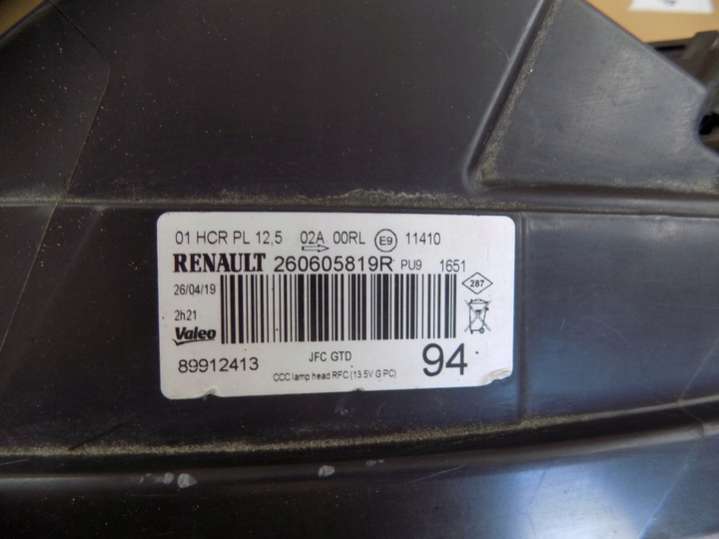 01 HCR PL 12,5 02A 00RL E9 11410
RENAULT 260605819R PU9 1651
26/04/19
287
2h21
Valeo
89912413 JFC GTD 94
CCC lamp head RFC (13.5V G PC)